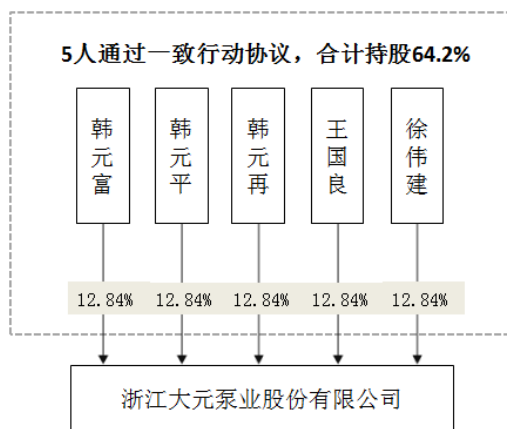 5人通过一致行动协议，合计持股64.2%
韩元富
韩元平
韩元再
王国良
徐伟建
12.84% 12.84% 12.84% 12.84% 12.84%
浙江大元泵业股份有限公司